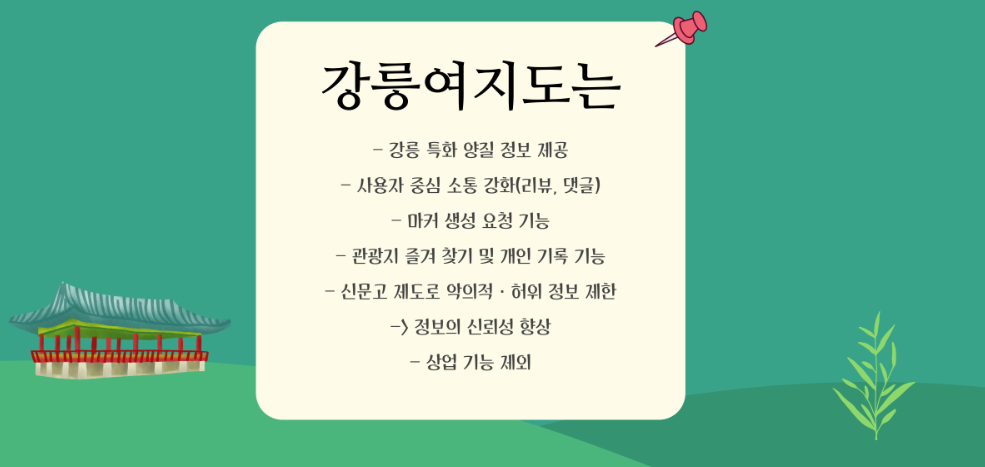 강릉여지도는
- 강릉 특화 양질 정보 제공
- 사용자 중심 소통 강화(리뷰, 댓글)
- 마커 생성 요청 기능
- 관광지 즐겨 찾기 및 개인 기록 기능
- 신문고 제도로 악의적·허위 정보 제한
-> 정보의 신뢰성 향상
- 상업 기능 제외